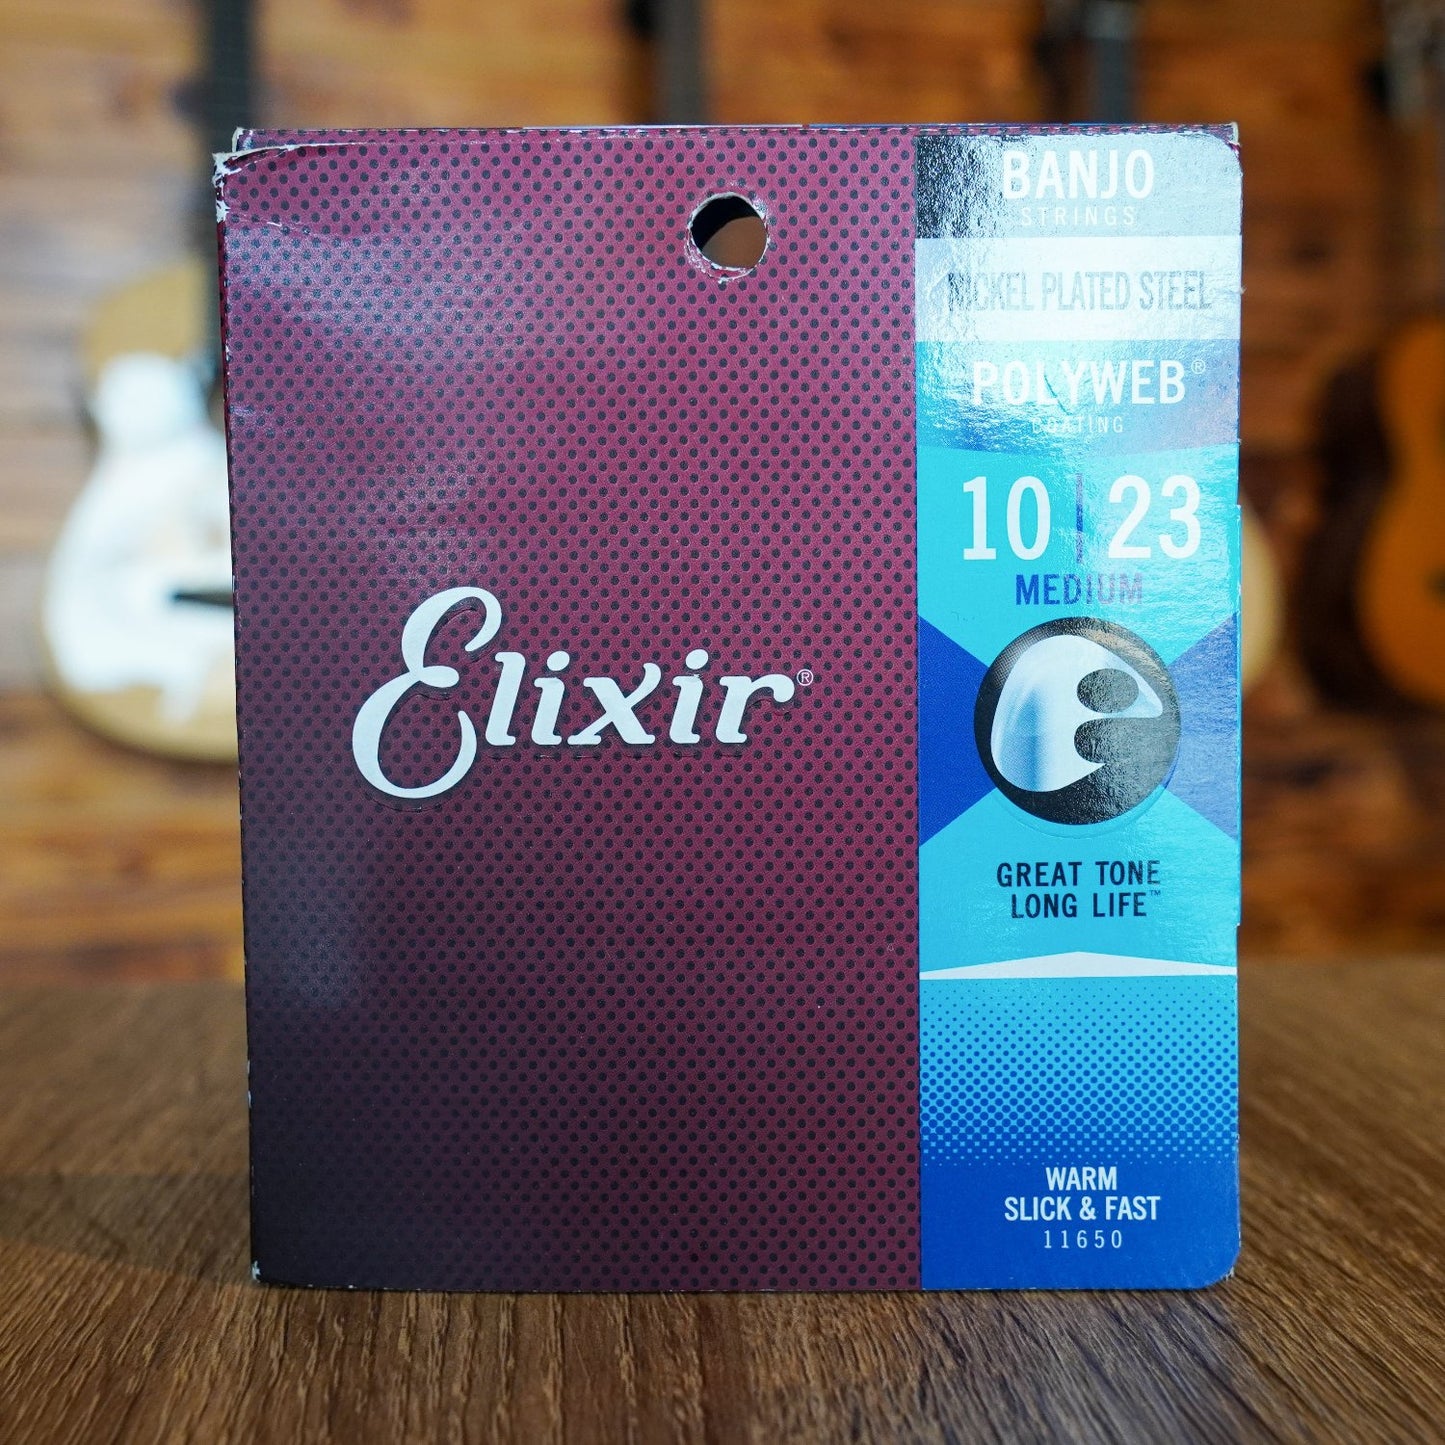 Elixir®
BANJO
STRINGS
NICKEL PLATED STEEL
POLYWEB®
COATING
10 | 23
MEDIUM
GREAT TONE
LONG LIFE™
WARM
SLICK & FAST
11650